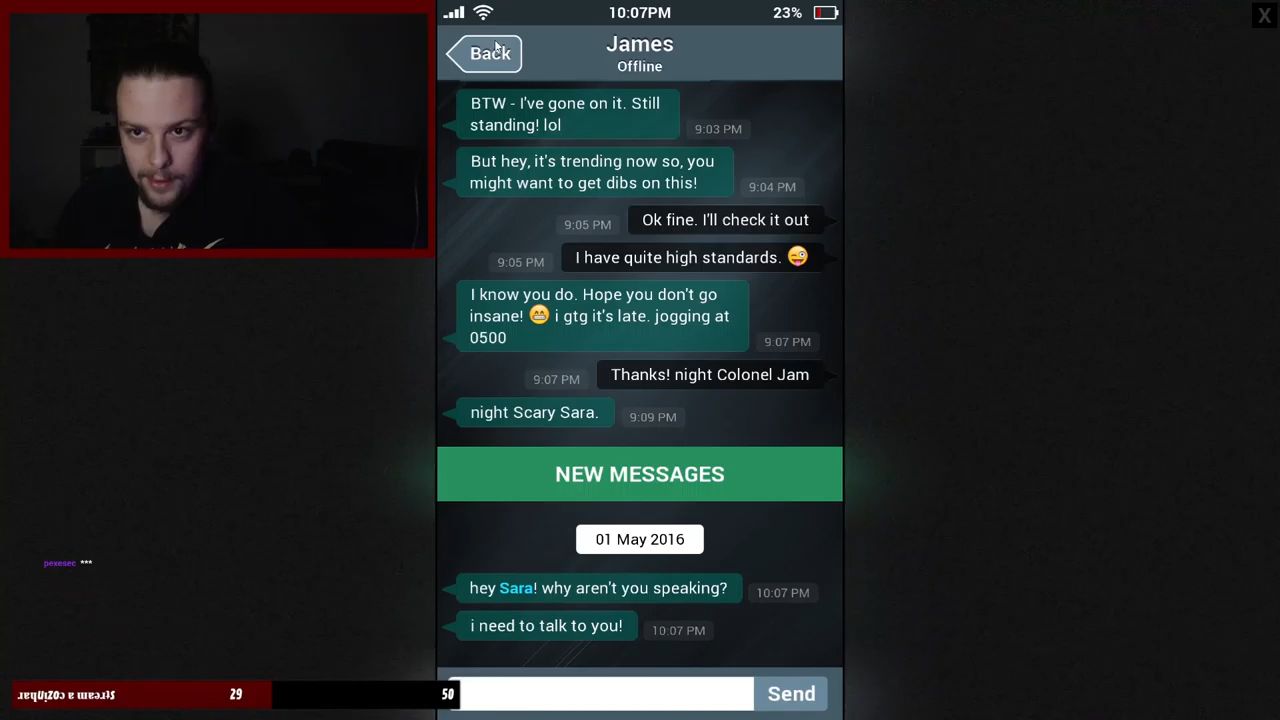 10:07PM
23%
X
Back
James
Offline
BTW - I've gone on it. Still
standing! lol
9:03 PM
But hey, it's trending now so, you
might want to get dibs on this!
9:04 PM
9:05 PM
Ok fine. I'll check it out
9:05 PM
I have quite high standards. 😜
I know you do. Hope you don't go
insane! 😁 i gtg it's late. jogging at
0500
9:07 PM
9:07 PM
Thanks! night Colonel Jam
night Scary Sara.
9:09 PM
NEW MESSAGES
01 May 2016
pexesec ***
hey Sara! why aren't you speaking?
10:07 PM
i need to talk to you!
10:07 PM
29
50
Send